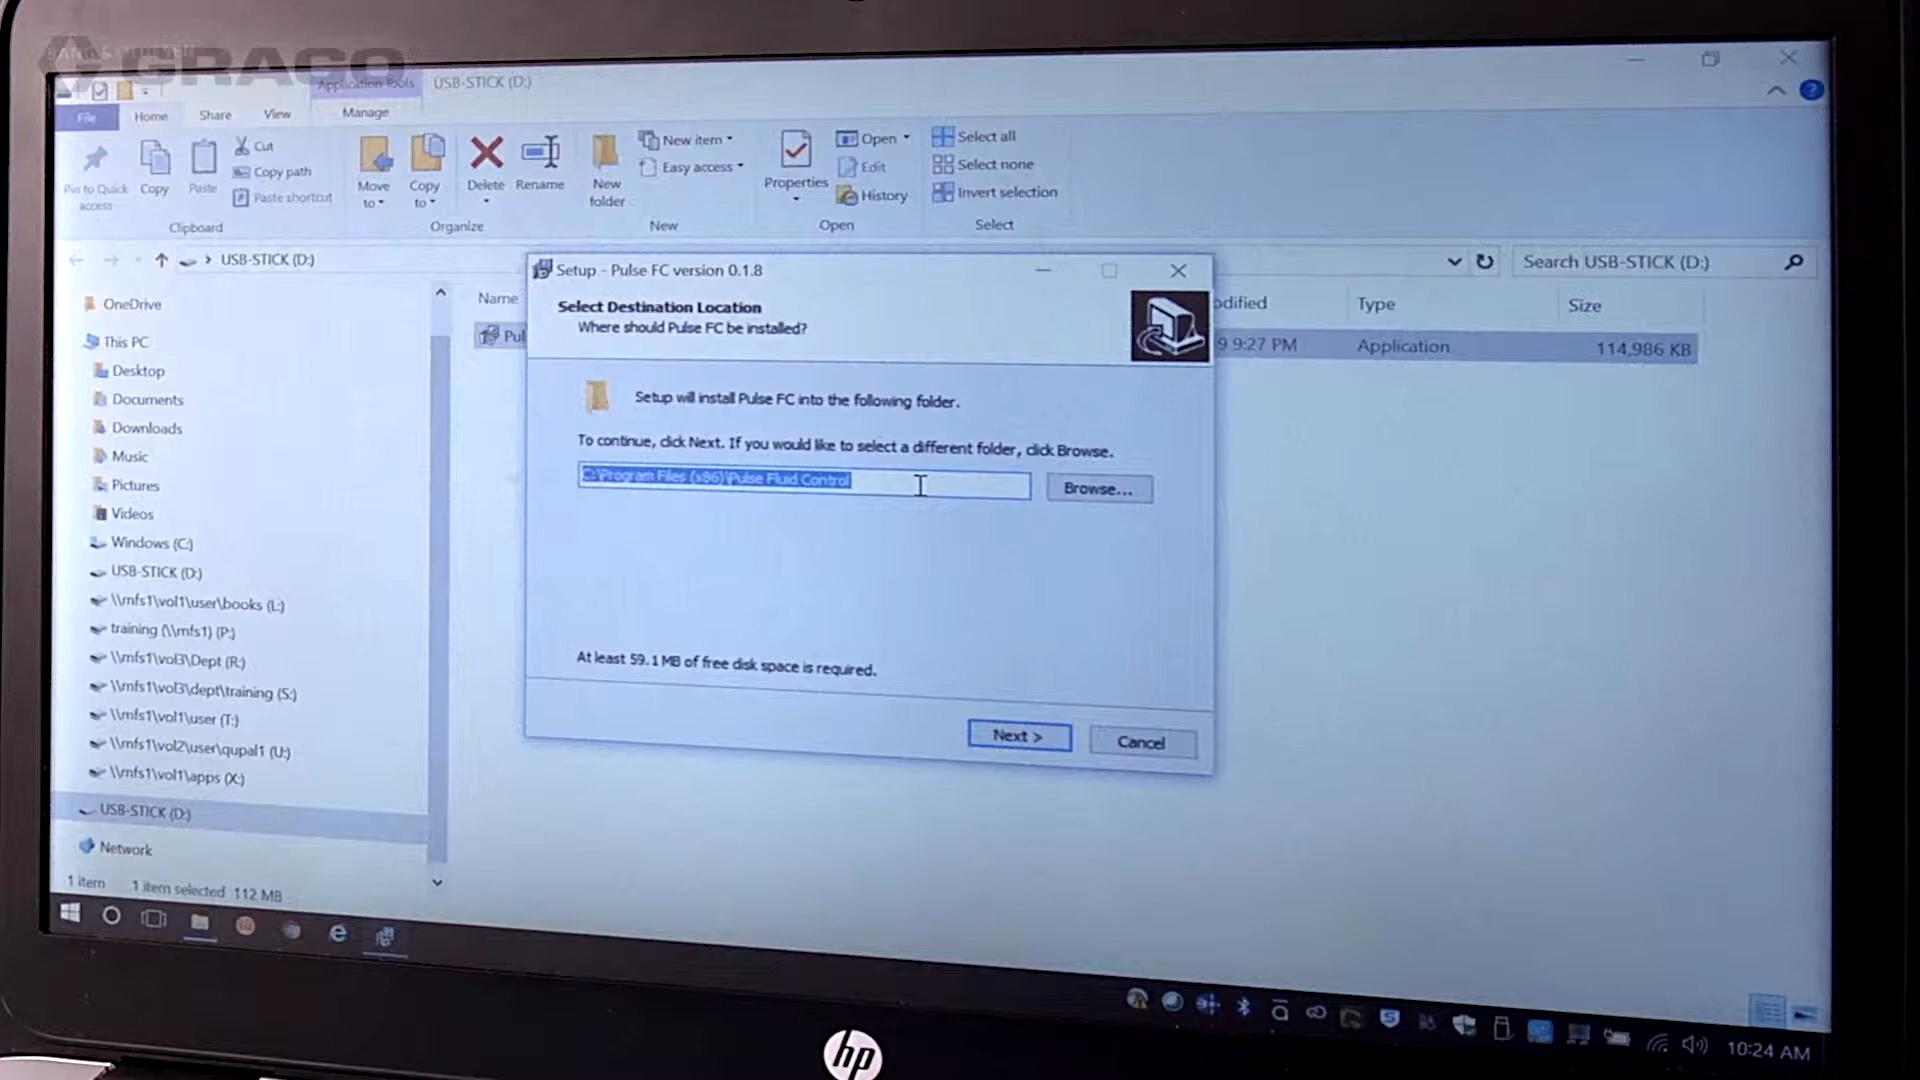 GRACO
Application Tools
USB-STICK (D:)
File
Home
Share
View
Manage
Pin to Quick
access
Copy
Paste
Cut
Copy path
Paste shortcut
Clipboard
Move
to
Copy
to
Delete
Rename
Organize
New
folder
New item
Easy access
New
Properties
Open
Edit
History
Open
Select all
Select none
Invert selection
Select
USB-STICK (D:)
Search USB-STICK (D:)
Name
odified
Type
Size
Pul
9 9:27 PM
Application
114,986 KB
OneDrive
This PC
Desktop
Documents
Downloads
Music
Pictures
Videos
Windows (C:)
USB-STICK (D:)
\\mfs1\vol1\user\books (L:)
training (\\mfs1) (P:)
\\mfs1\vol3\Dept (R:)
\\mfs1\vol3\dept\training (S:)
\\mfs1\vol1\user (T:)
\\mfs1\vol2\user\qupal1 (U:)
\\mfs1\vol1\apps (X:)
USB-STICK (D:)
Network
1 item 1 item selected 112 MB
Setup - Pulse FC version 0.1.8
Select Destination Location
Where should Pulse FC be installed?
Setup will install Pulse FC into the following folder.
To continue, click Next. If you would like to select a different folder, click Browse.
C:\Program Files (x86)\Pulse Fluid Control
Browse...
At least 59.1 MB of free disk space is required.
Next >
Cancel
10:24 AM
hp